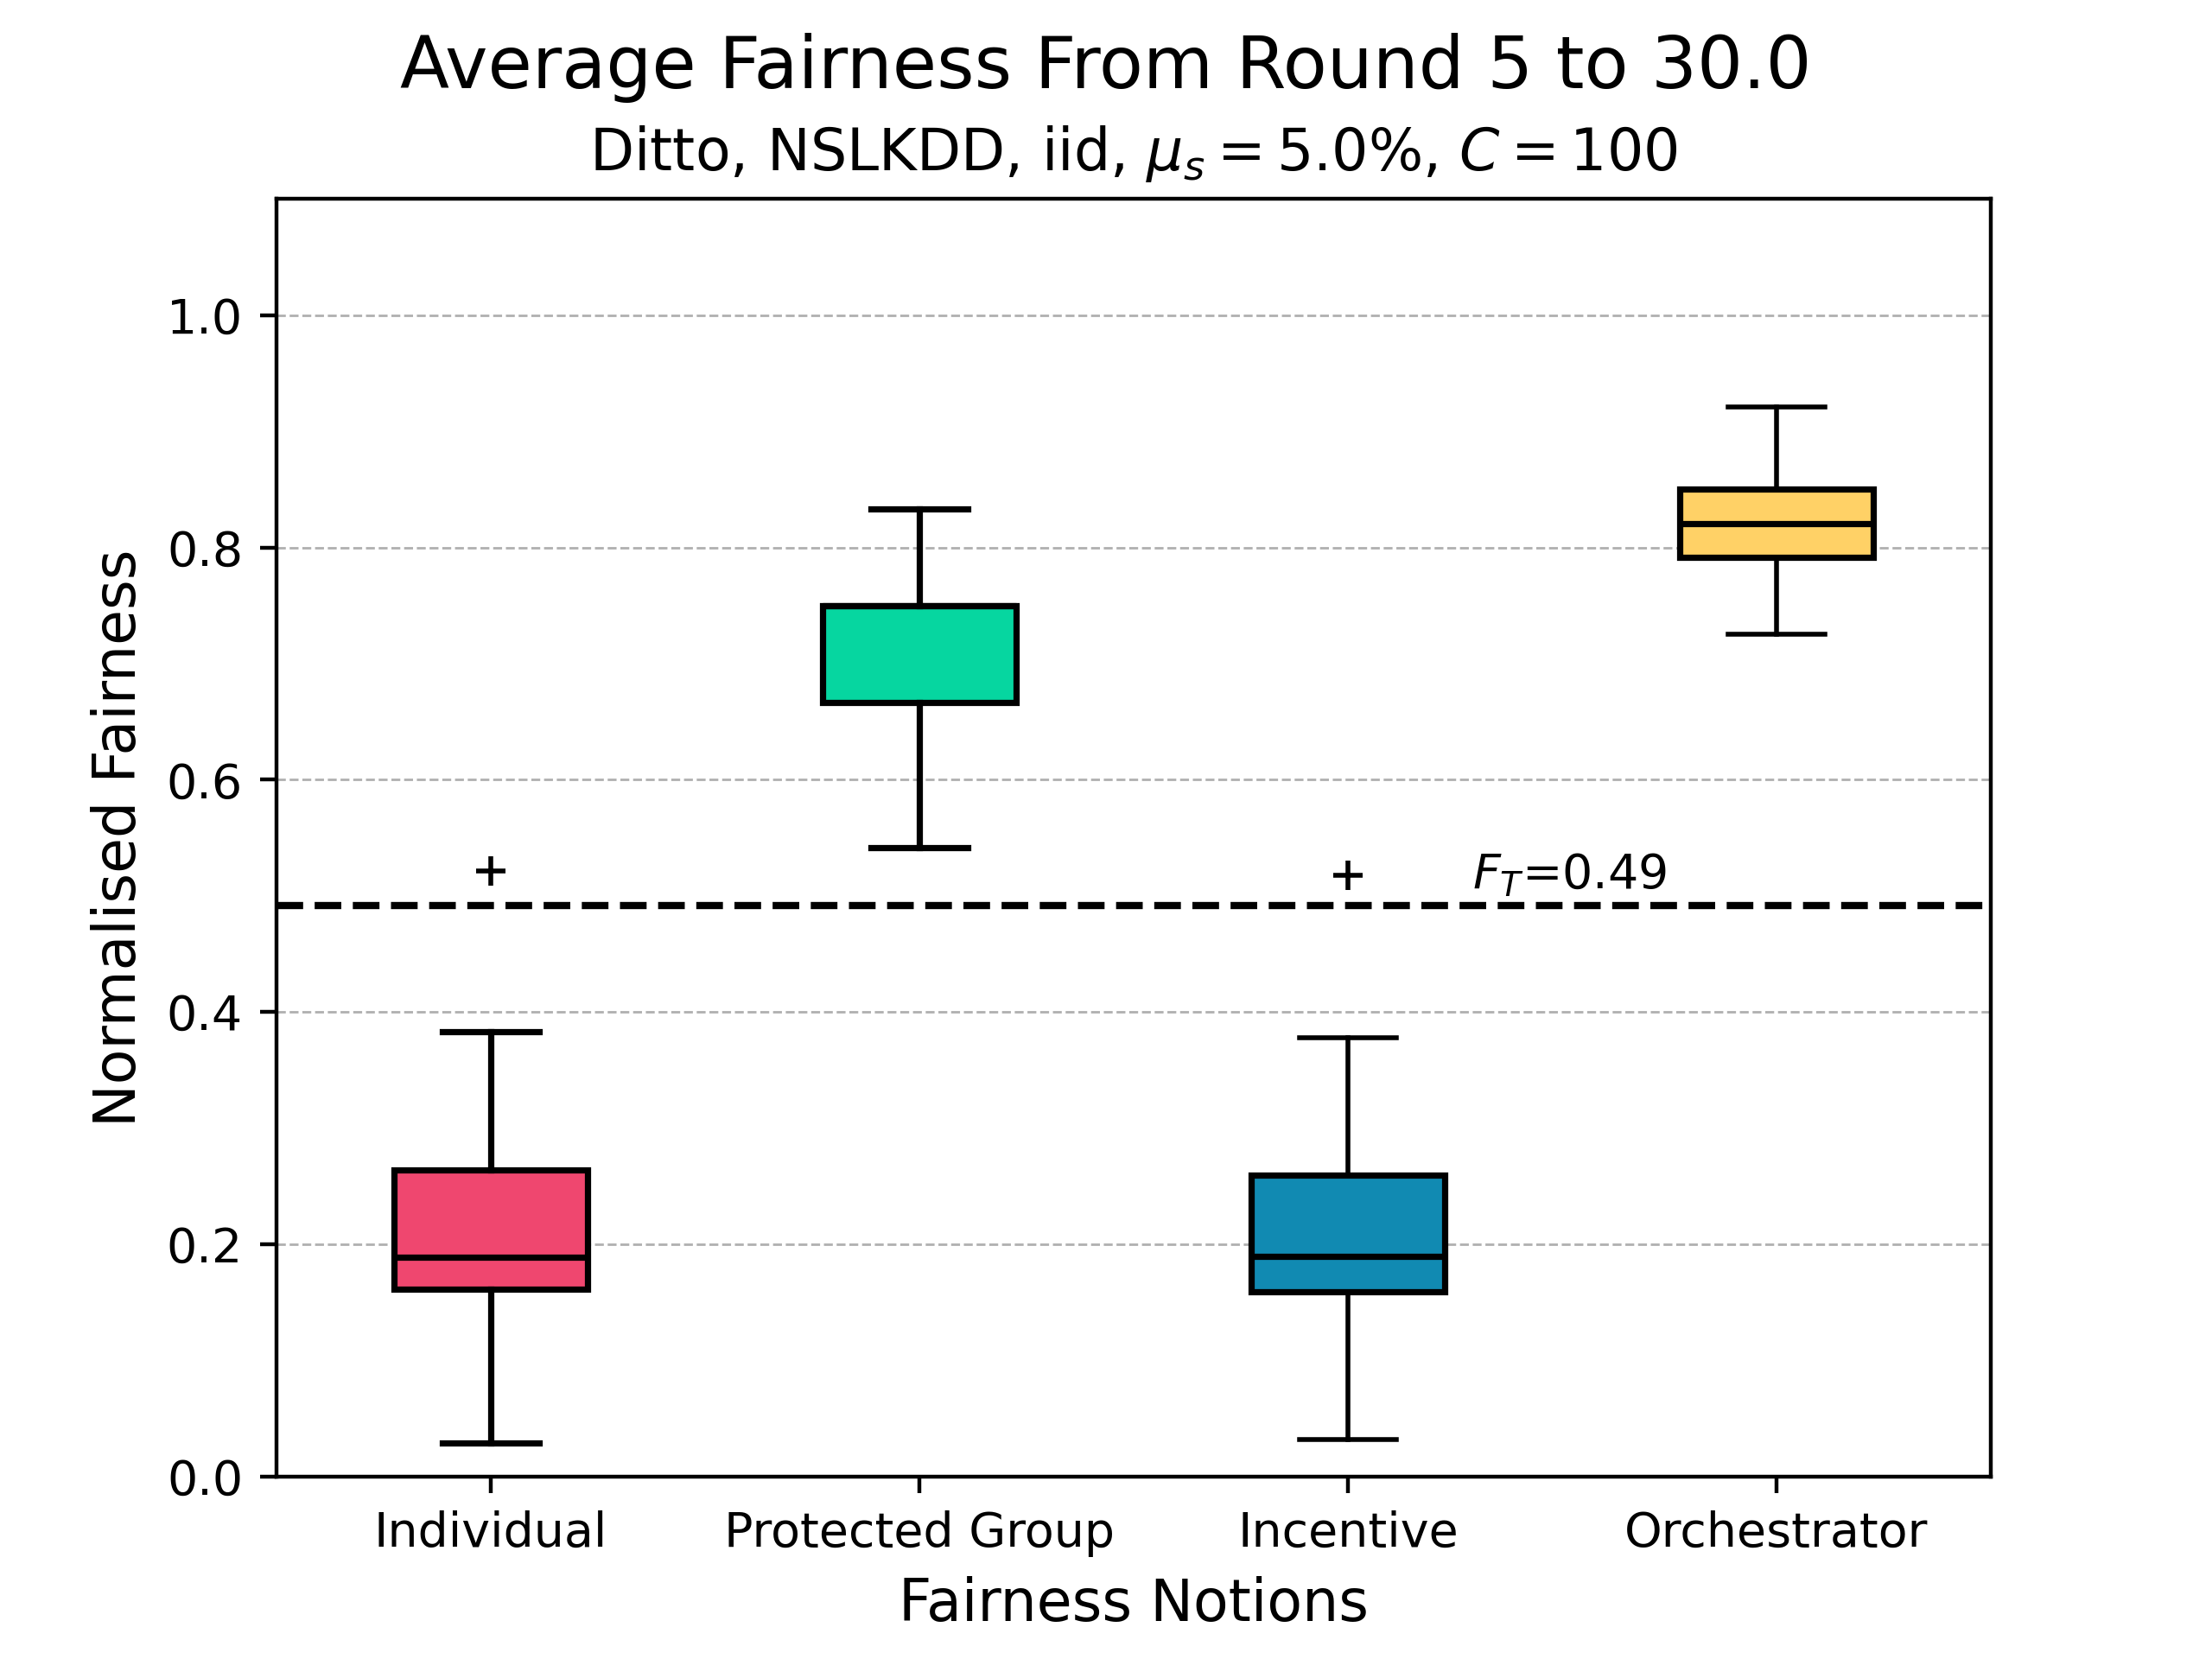 Average Fairness From Round 5 to 30.0
Ditto, NSLKDD, iid, μₛ = 5.0%, C = 100
Normalised Fairness
1.0
0.8
0.6
0.4
0.2
0.0
F_T=0.49
Individual
Protected Group
Incentive
Orchestrator
Fairness Notions